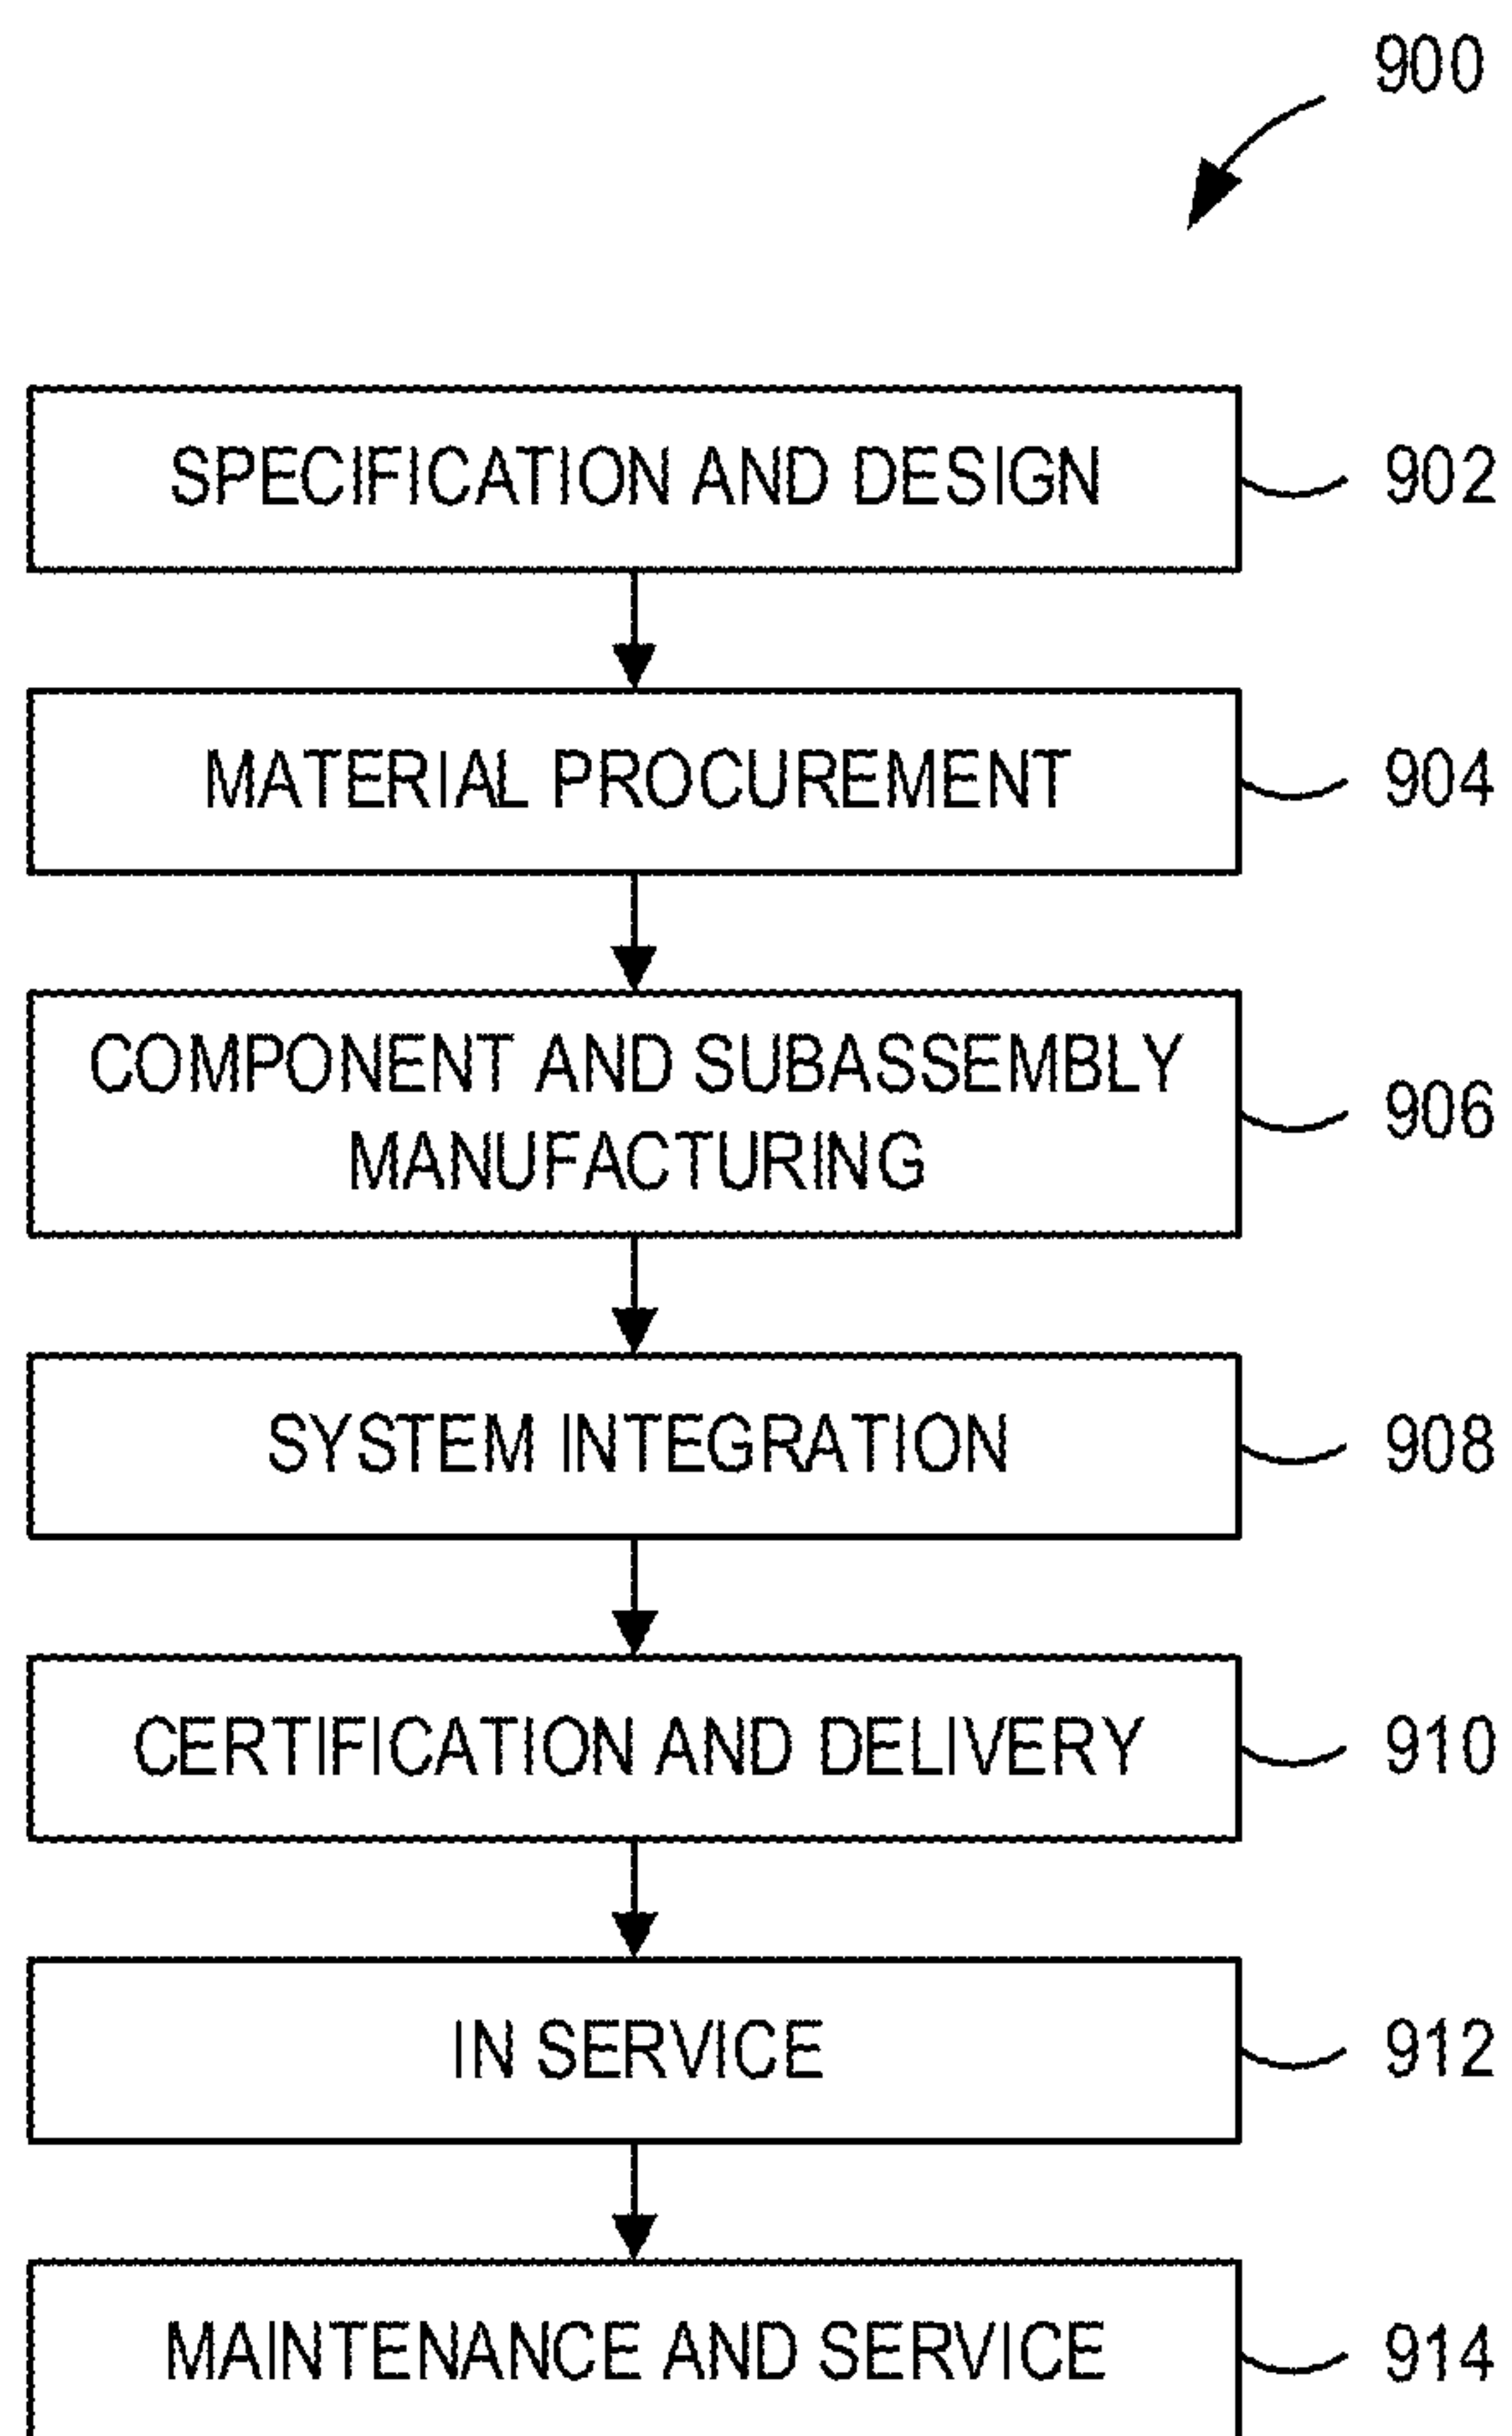 900
SPECIFICATION AND DESIGN 902
MATERIAL PROCUREMENT 904
COMPONENT AND SUBASSEMBLY
MANUFACTURING
906
SYSTEM INTEGRATION 908
CERTIFICATION AND DELIVERY 910
IN SERVICE 912
MAINTENANCE AND SERVICE 914